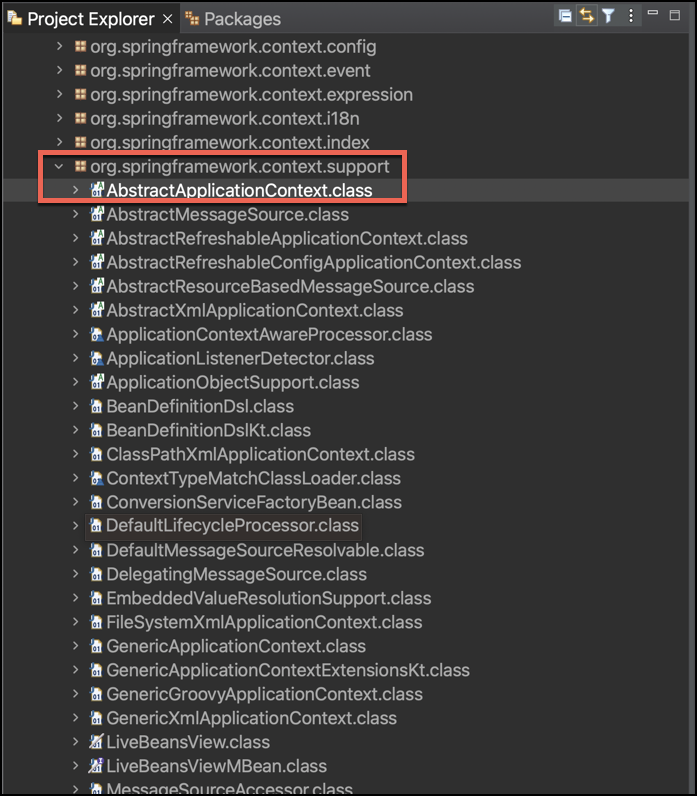 Project Explorer
Packages
org.springframework.context.config
org.springframework.context.event
org.springframework.context.expression
org.springframework.context.i18n
org.springframework.context.index
org.springframework.context.support
AbstractApplicationContext.class
AbstractMessageSource.class
AbstractRefreshableApplicationContext.class
AbstractRefreshableConfigApplicationContext.class
AbstractResourceBasedMessageSource.class
AbstractXmlApplicationContext.class
ApplicationContextAwareProcessor.class
ApplicationListenerDetector.class
ApplicationObjectSupport.class
BeanDefinitionDsl.class
BeanDefinitionDslKt.class
ClassPathXmlApplicationContext.class
ContextTypeMatchClassLoader.class
ConversionServiceFactoryBean.class
DefaultLifecycleProcessor.class
DefaultMessageSourceResolvable.class
DelegatingMessageSource.class
EmbeddedValueResolutionSupport.class
FileSystemXmlApplicationContext.class
GenericApplicationContext.class
GenericApplicationContextExtensionsKt.class
GenericGroovyApplicationContext.class
GenericXmlApplicationContext.class
LiveBeansView.class
LiveBeansViewMBean.class
MessageSourceAccessor.class